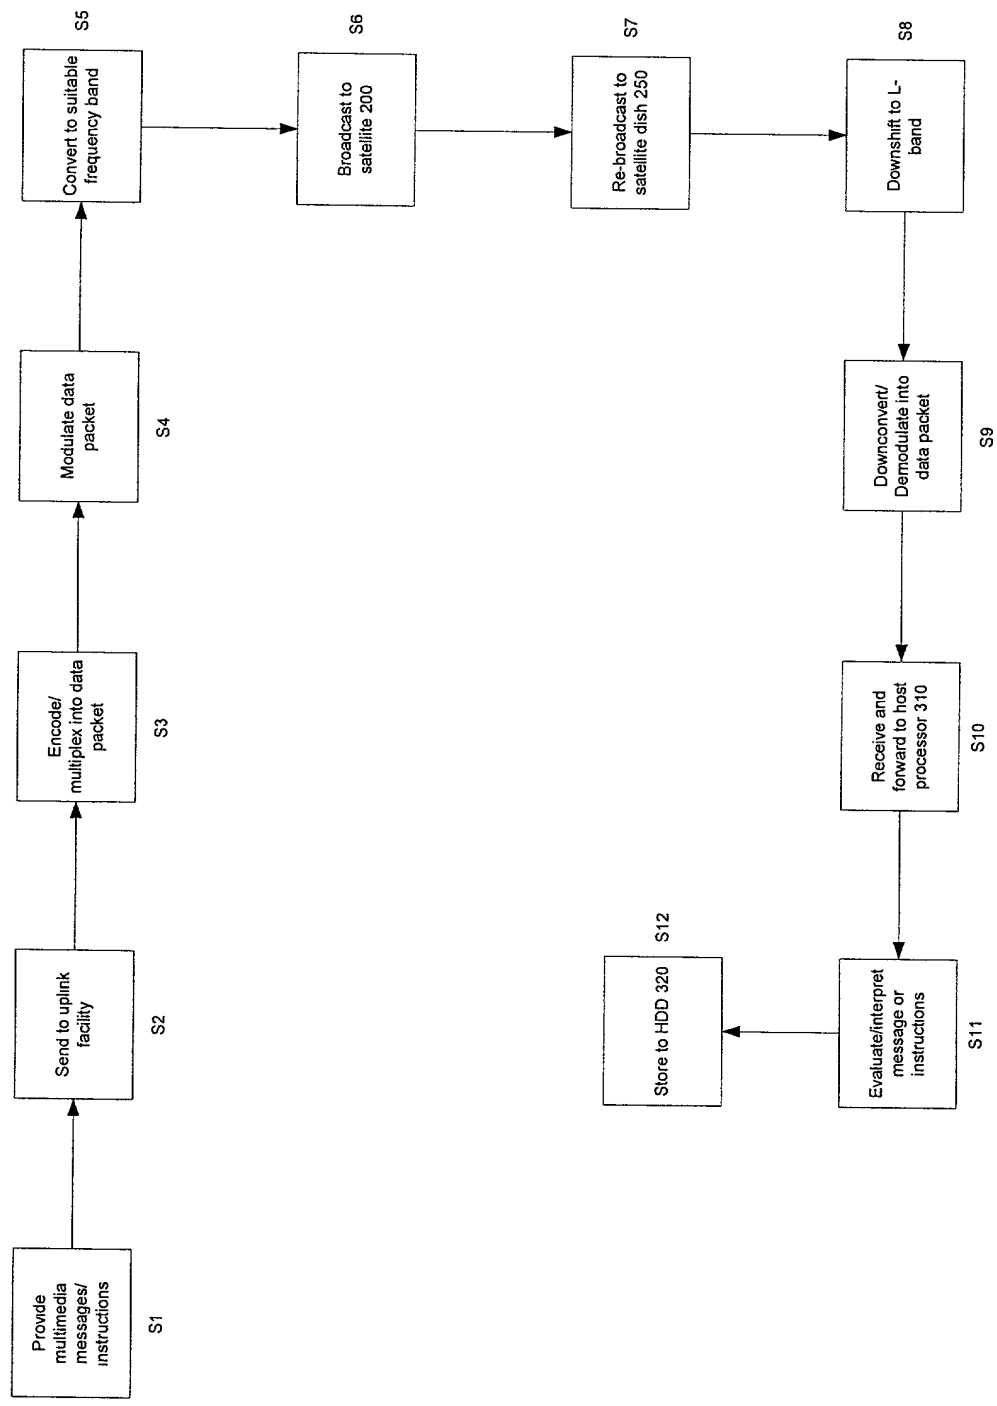 Provide
multimedia
messages/
instructions
S1
Send to uplink
facility
S2
Encode/
multiplex into data
packet
S3
Modulate data
packet
S4
Convert to suitable
frequency band
S5
Broadcast to
satellite 200
S6
Re-broadcast to
satellite dish 250
S7
Downshift to L-
band
S8
Downconvert/
Demodulate into
data packet
S9
Receive and
forward to host
processor 310
S10
Evaluate/interpret
message or
instructions
S11
Store to HDD 320
S12